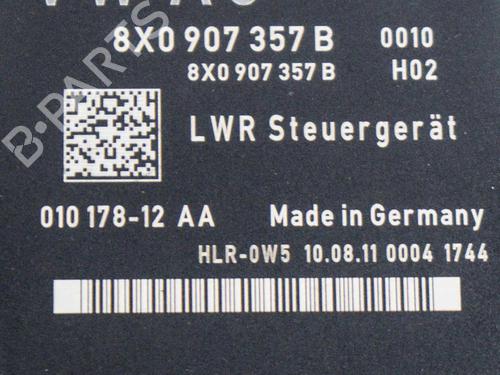 8X0 907 357 B 0010
8X0 907 357 B H02
LWR Steuergerät
010 178-12 AA Made in Germany
HLR-0W5 10.08.11 0004 1744
B-PARTS